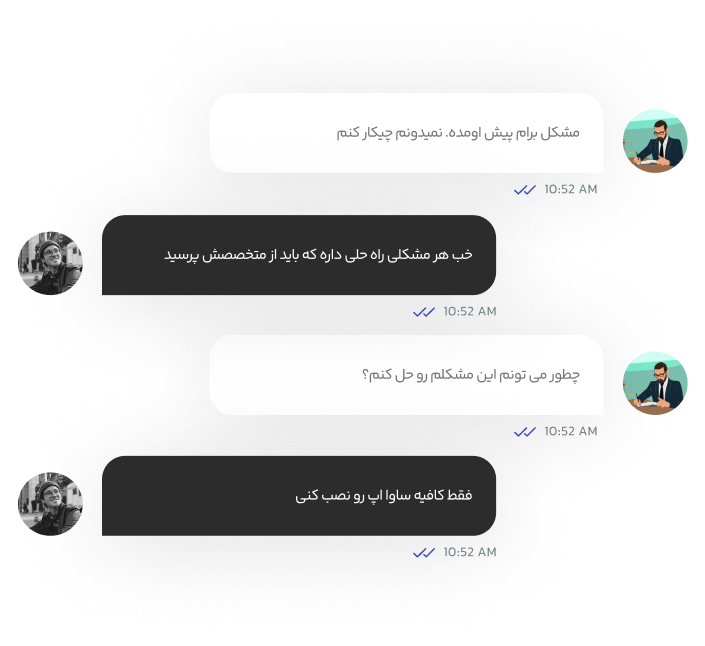 مشکل برام پیش اومده. نمیدونم چیکار کنم
10:52 AM
خب هر مشکلی راه حلی داره که باید از متخصصش پرسید
10:52 AM
چطور می تونم این مشکلم رو حل کنم؟
10:52 AM
فقط کافیه ساوا اپ رو نصب کنی
10:52 AM